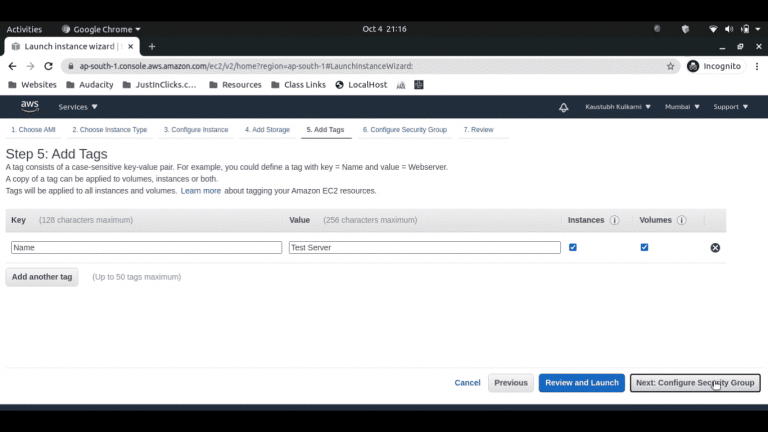 Activities Google Chrome Oct 4 21:16
Launch instance wizard |
ap-south-1.console.aws.amazon.com/ec2/v2/home?region=ap-south-1#LaunchInstanceWizard: Incognito
Websites Audacity JustInClicks.c... Resources Class Links LocalHost
aws Services Kaustubh Kulkarni Mumbai Support
1. Choose AMI 2. Choose Instance Type 3. Configure Instance 4. Add Storage 5. Add Tags 6. Configure Security Group 7. Review
Step 5: Add Tags
A tag consists of a case-sensitive key-value pair. For example, you could define a tag with key = Name and value = Webserver.
A copy of a tag can be applied to volumes, instances or both.
Tags will be applied to all instances and volumes. Learn more about tagging your Amazon EC2 resources.
Key (128 characters maximum) Value (256 characters maximum) Instances Volumes
Name Test Server
Add another tag (Up to 50 tags maximum)
Cancel Previous Review and Launch Next: Configure Security Group